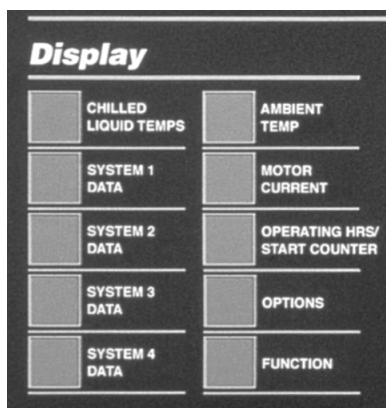 Display
CHILLED
LIQUID TEMPS
SYSTEM 1
DATA
SYSTEM 2
DATA
SYSTEM 3
DATA
SYSTEM 4
DATA
AMBIENT
TEMP
MOTOR
CURRENT
OPERATING HRS/
START COUNTER
OPTIONS
FUNCTION